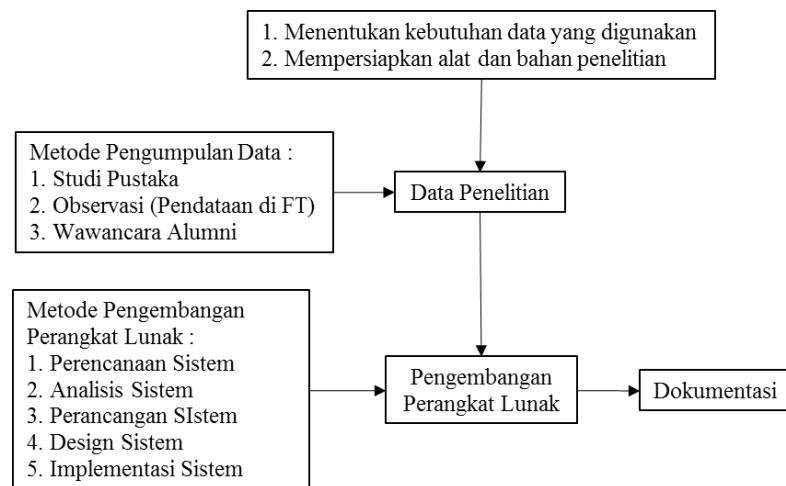 1. Menentukan kebutuhan data yang digunakan
2. Mempersiapkan alat dan bahan penelitian
Metode Pengumpulan Data :
1. Studi Pustaka
2. Observasi (Pendataan di FT)
3. Wawancara Alumni
Data Penelitian
Metode Pengembangan
Perangkat Lunak :
1. Perencanaan Sistem
2. Analisis Sistem
3. Perancangan SIstem
4. Design Sistem
5. Implementasi Sistem
Pengembangan
Perangkat Lunak
Dokumentasi